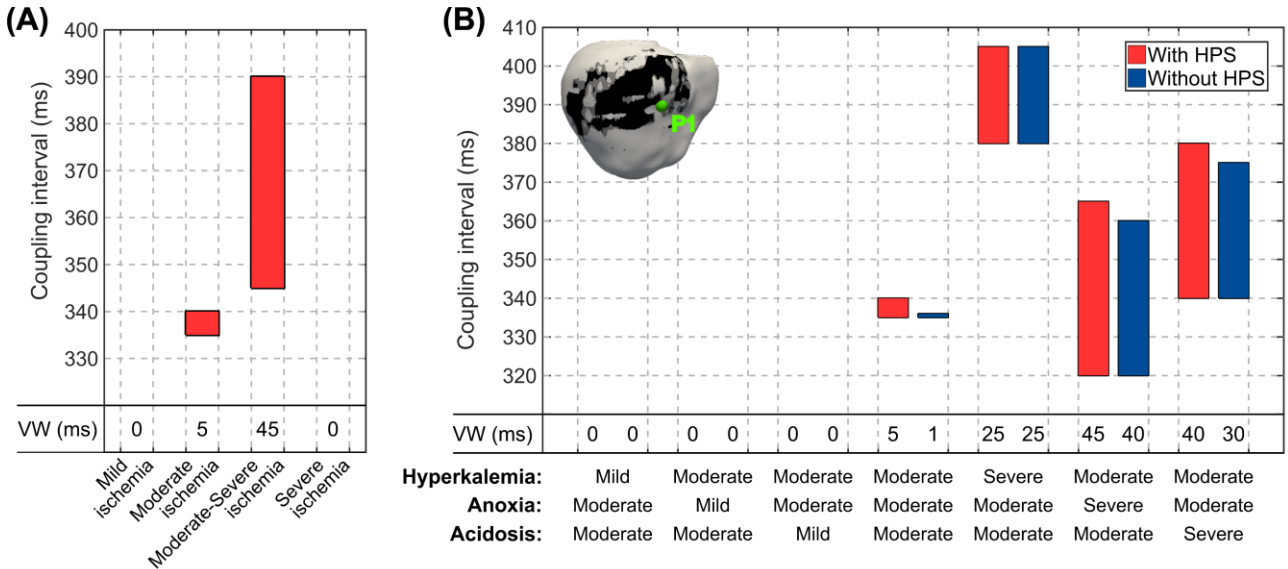 (A)
Coupling interval (ms)
400
390
380
370
360
350
340
330
VW (ms) 0 5 45 0
Mild ischemia
Moderate ischemia
Moderate-Severe ischemia
Severe ischemia
(B)
Coupling interval (ms)
410
400
390
380
370
360
350
340
330
320
P1
With HPS
Without HPS
VW (ms) 0 0 0 0 0 0 5 1 25 25 45 40 40 30
Hyperkalemia: Mild Moderate Moderate Moderate Severe Moderate Moderate
Anoxia: Moderate Mild Moderate Moderate Moderate Severe Moderate
Acidosis: Moderate Moderate Mild Moderate Moderate Moderate Severe